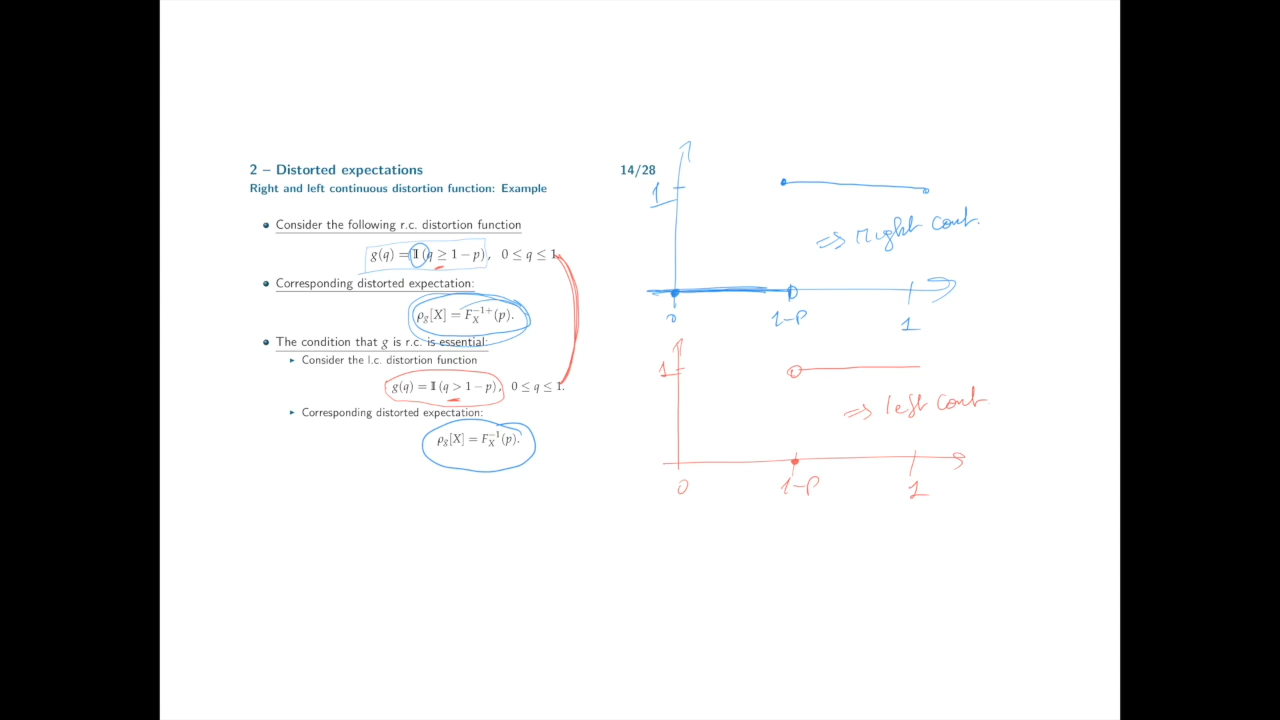 2 – Distorted expectations 14/28
Right and left continuous distortion function: Example
• Consider the following r.c. distortion function
g(q) = 𝕀 (q ≥ 1 − p), 0 ≤ q ≤ 1.
• Corresponding distorted expectation:
ρ_g[X] = F_X^{−1+}(p).
• The condition that g is r.c. is essential:
▸ Consider the l.c. distortion function
g(q) = 𝕀 (q > 1 − p), 0 ≤ q ≤ 1.
▸ Corresponding distorted expectation:
ρ_g[X] = F_X^{−1}(p).
1
⇒ right cont.
0 1-p 1
1
⇒ left cont.
0 1-p 1